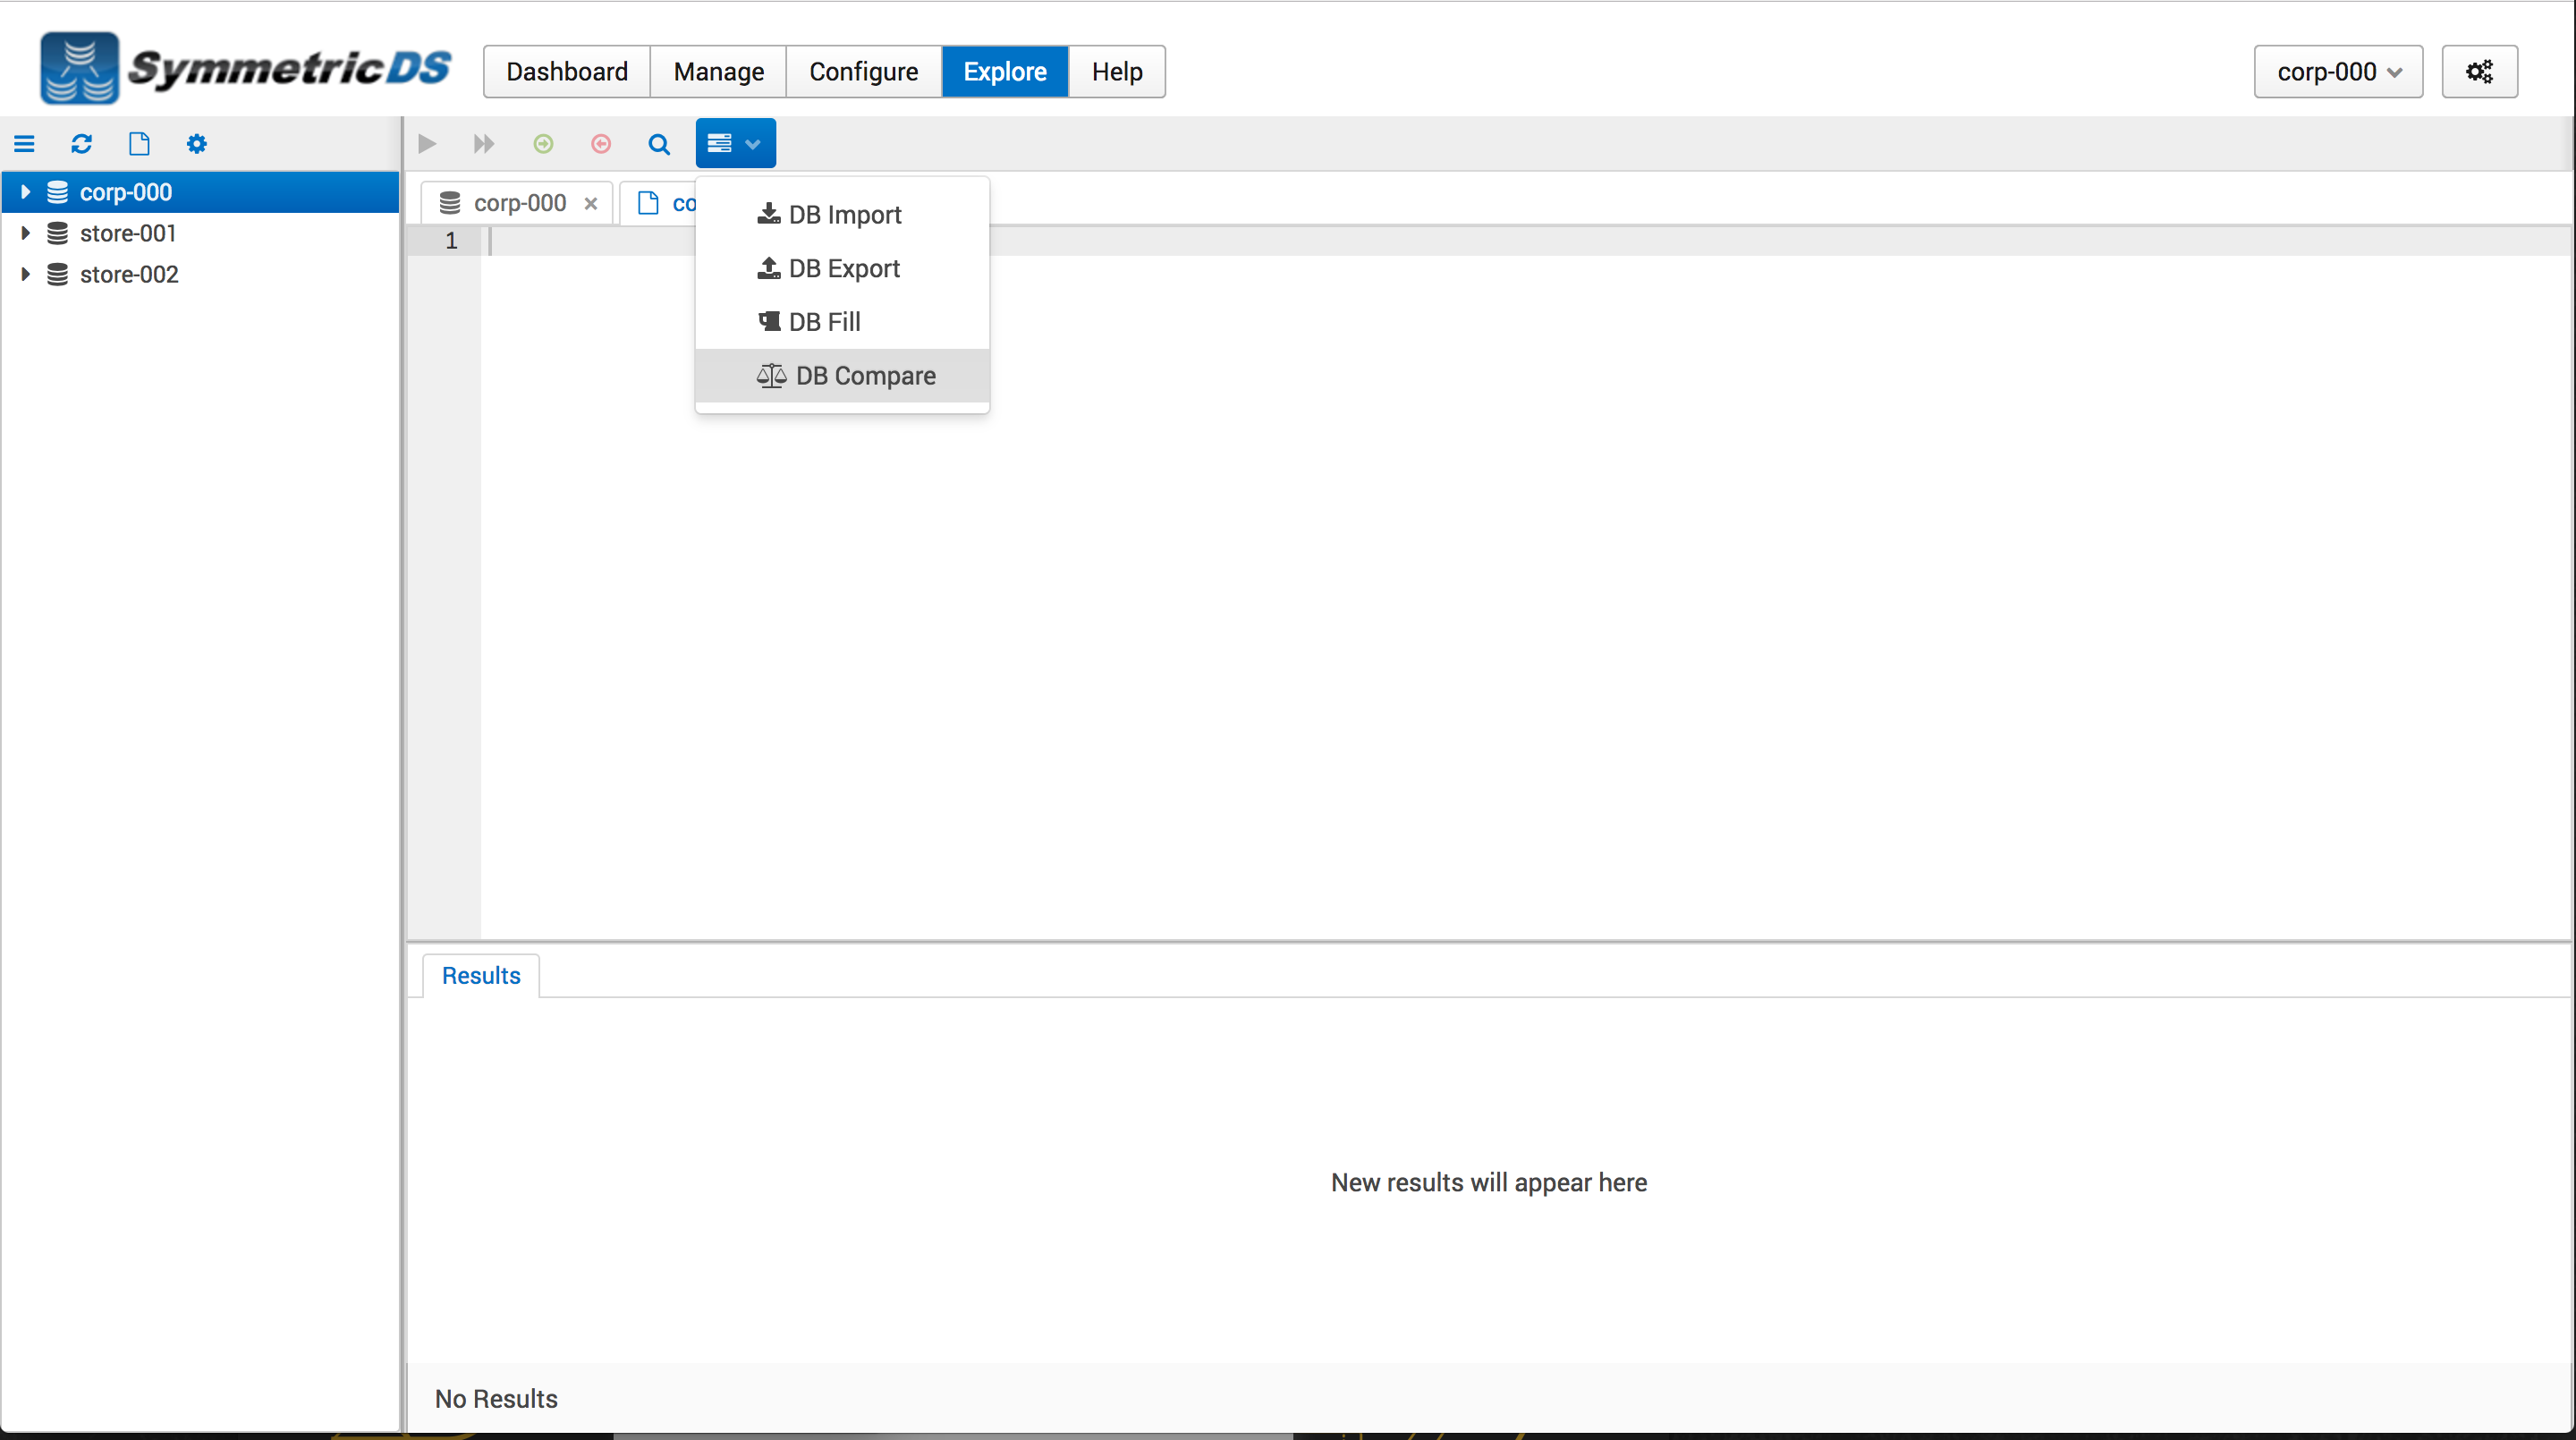 SymmetricDS
Dashboard Manage Configure Explore Help
corp-000
corp-000
store-001
store-002
corp-000 × co
DB Import
DB Export
DB Fill
DB Compare
1
Results
New results will appear here
No Results